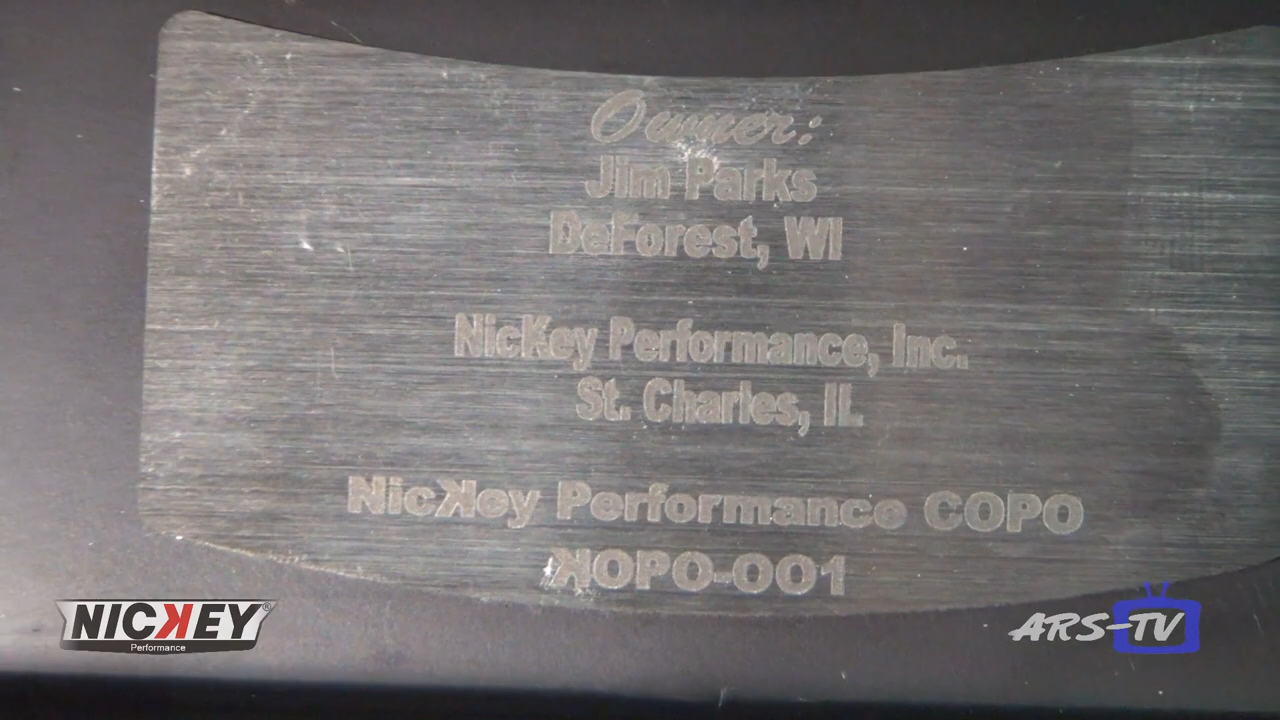 Owner:
Jim Parks
DeForest, WI
NicKey Performance, Inc.
St. Charles, IL
NicKey Performance COPO
KOPO-001
NICKEY®
Performance
ARS-TV